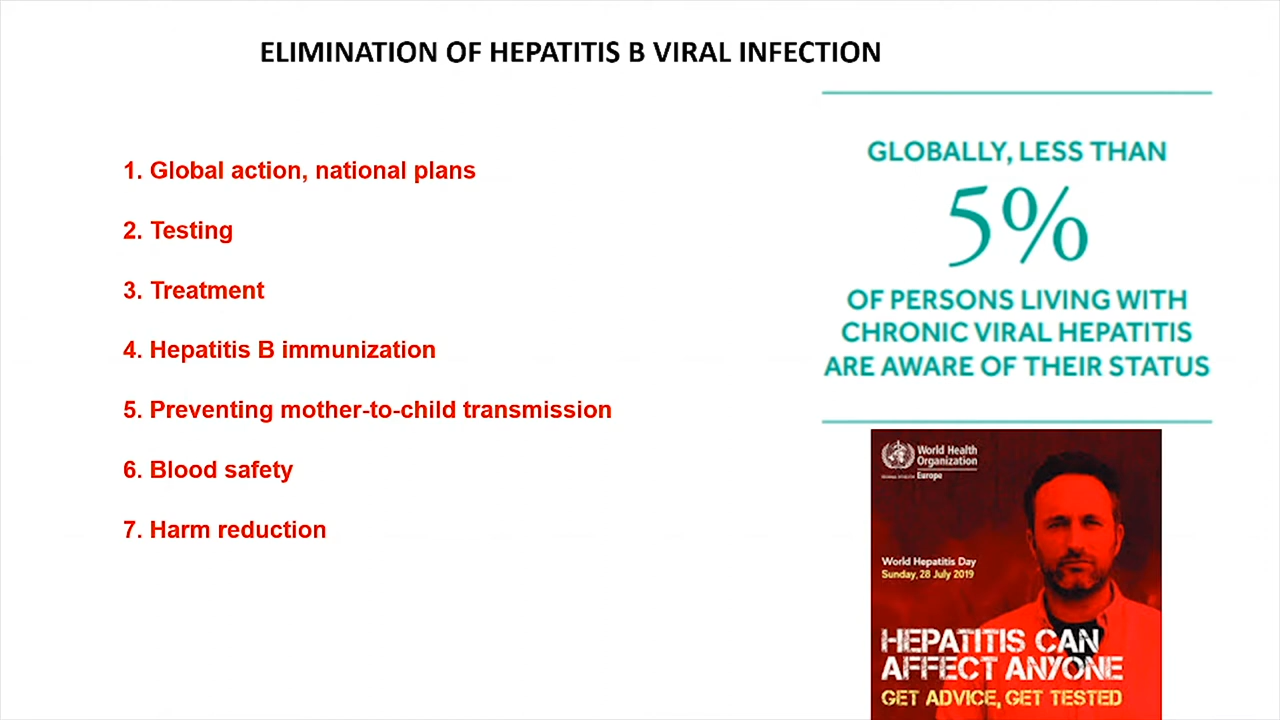 ELIMINATION OF HEPATITIS B VIRAL INFECTION
1. Global action, national plans
2. Testing
3. Treatment
4. Hepatitis B immunization
5. Preventing mother-to-child transmission
6. Blood safety
7. Harm reduction
GLOBALLY, LESS THAN
5%
OF PERSONS LIVING WITH
CHRONIC VIRAL HEPATITIS
ARE AWARE OF THEIR STATUS
World Health
Organization
Europe
World Hepatitis Day
Sunday, 28 July 2019
HEPATITIS CAN
AFFECT ANYONE
GET ADVICE, GET TESTED